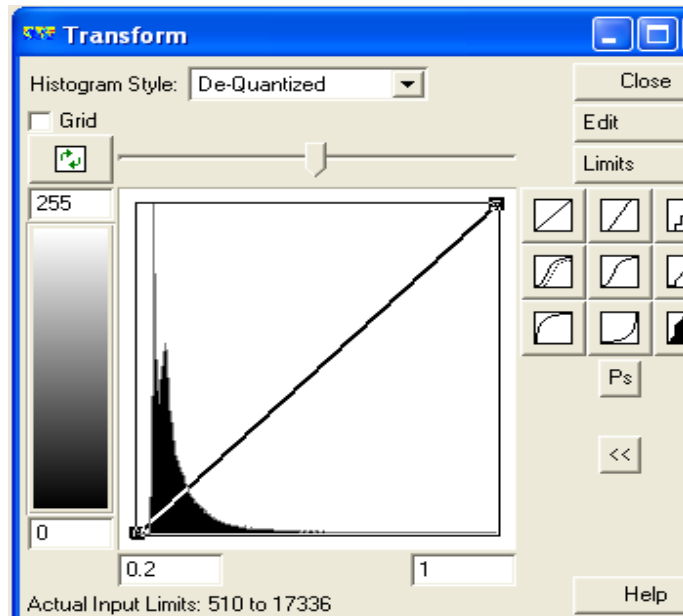 Transform
Histogram Style: De-Quantized
Close
Grid
Edit
Limits
255
Ps
<<
0
0.2 1
Actual Input Limits: 510 to 17336
Help